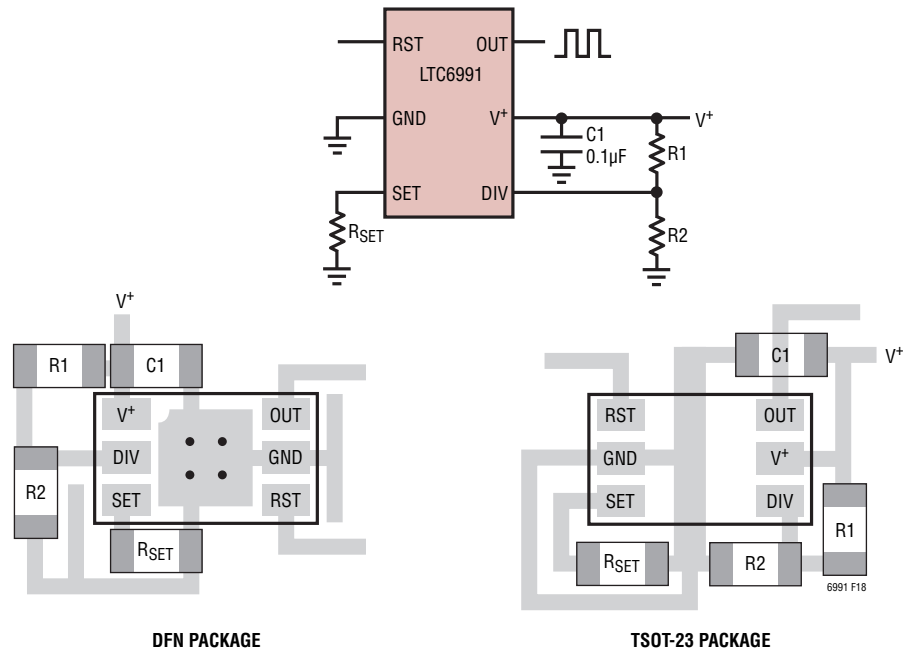 RST
OUT
LTC6991
GND
V+
V+
C1
0.1µF
R1
SET
DIV
RSET
R2
V+
R1
C1
V+
OUT
DIV
GND
R2
SET
RST
RSET
DFN PACKAGE
C1
V+
RST
OUT
GND
V+
SET
DIV
RSET
R2
R1
6991 F18
TSOT-23 PACKAGE